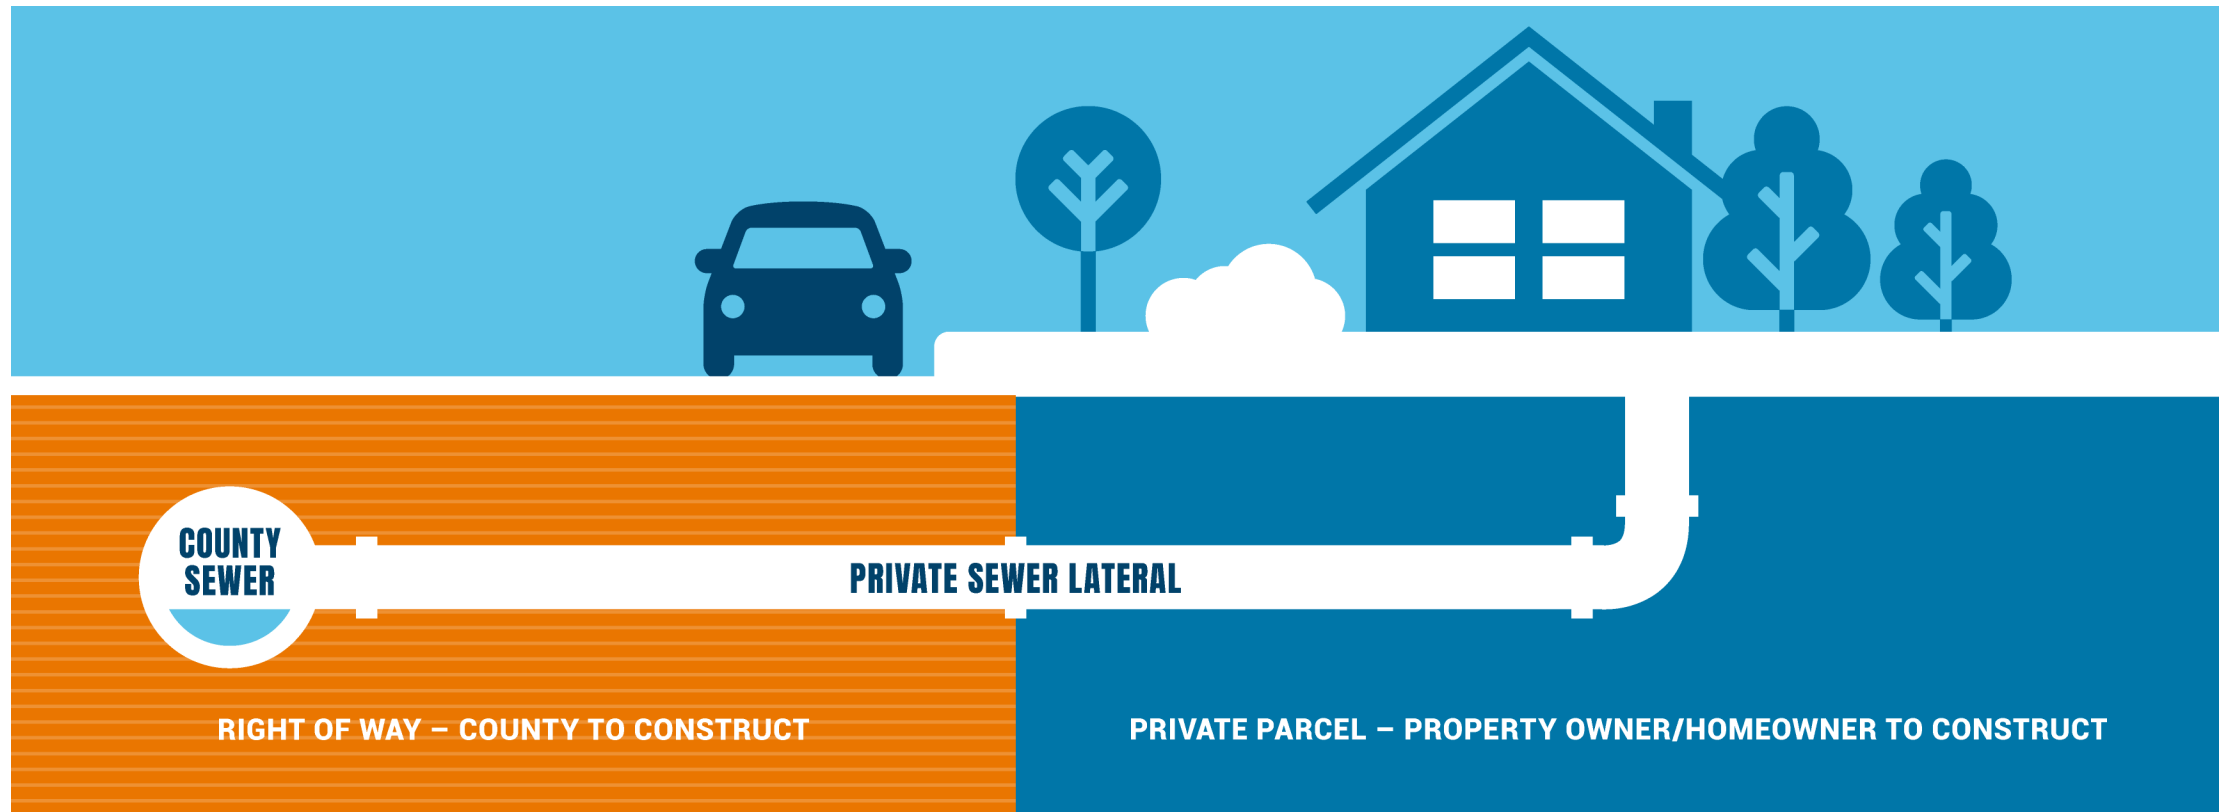 COUNTY
SEWER
PRIVATE SEWER LATERAL
RIGHT OF WAY – COUNTY TO CONSTRUCT
PRIVATE PARCEL – PROPERTY OWNER/HOMEOWNER TO CONSTRUCT